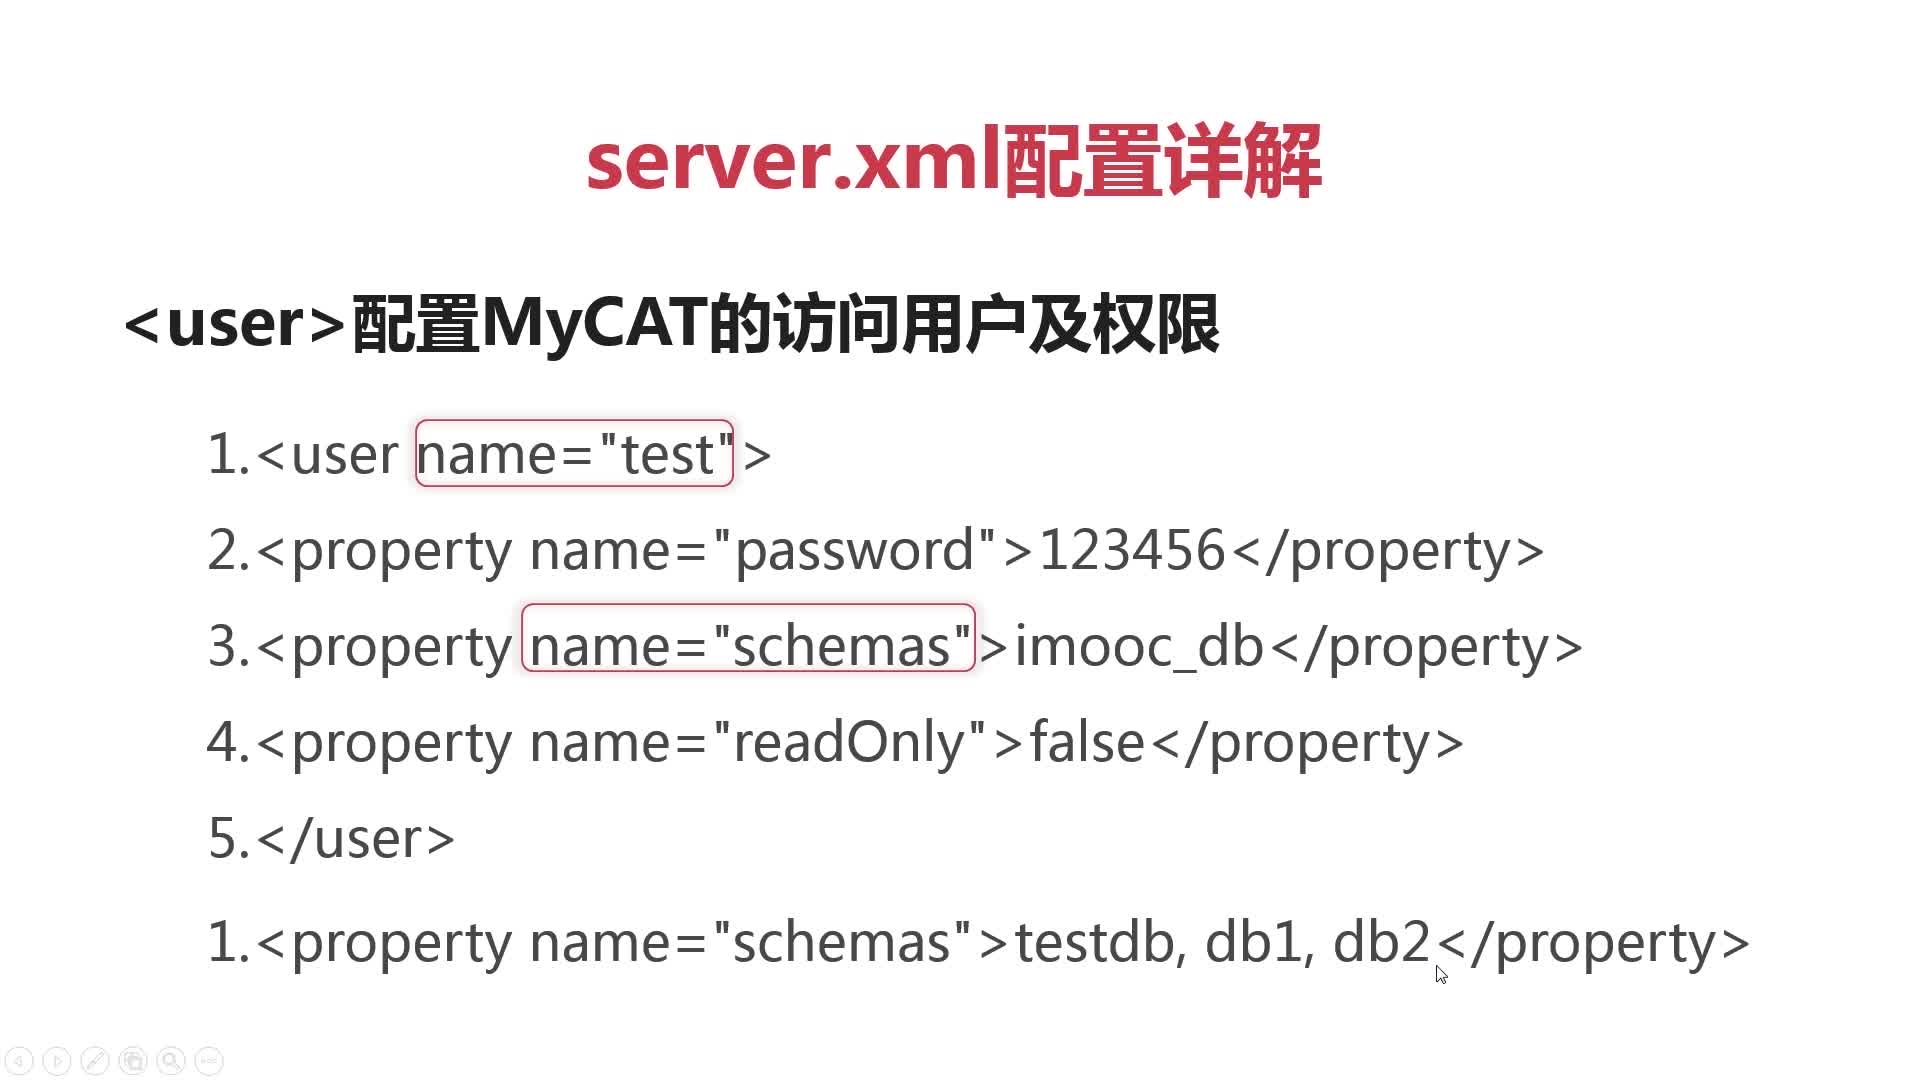 server.xml配置详解
<user>配置MyCAT的访问用户及权限
1.<user name="test">
2.<property name="password">123456</property>
3.<property name="schemas">imooc_db</property>
4.<property name="readOnly">false</property>
5.</user>
1.<property name="schemas">testdb, db1, db2</property>